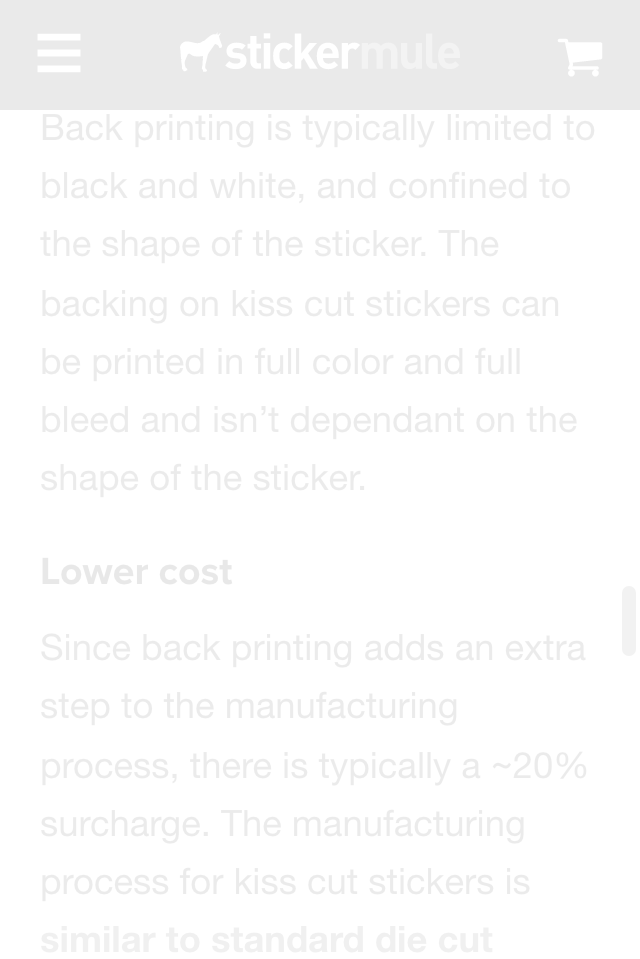 stickermule
Back printing is typically limited to
black and white, and confined to
the shape of the sticker. The
backing on kiss cut stickers can
be printed in full color and full
bleed and isn’t dependant on the
shape of the sticker.
Lower cost
Since back printing adds an extra
step to the manufacturing
process, there is typically a ~20%
surcharge. The manufacturing
process for kiss cut stickers is
similar to standard die cut